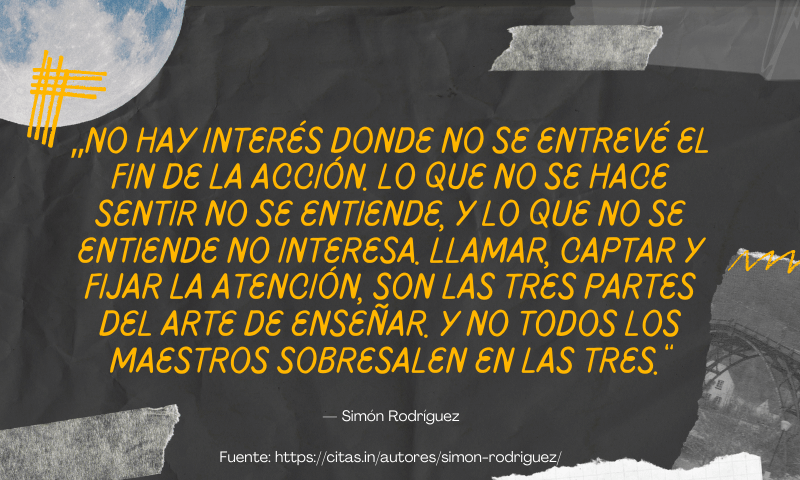 „NO HAY INTERÉS DONDE NO SE ENTREVÉ EL
FIN DE LA ACCIÓN. LO QUE NO SE HACE
SENTIR NO SE ENTIENDE, Y LO QUE NO SE
ENTIENDE NO INTERESA. LLAMAR, CAPTAR Y
FIJAR LA ATENCIÓN, SON LAS TRES PARTES
DEL ARTE DE ENSEÑAR. Y NO TODOS LOS
MAESTROS SOBRESALEN EN LAS TRES.“
— Simón Rodríguez
Fuente: https://citas.in/autores/simon-rodriguez/